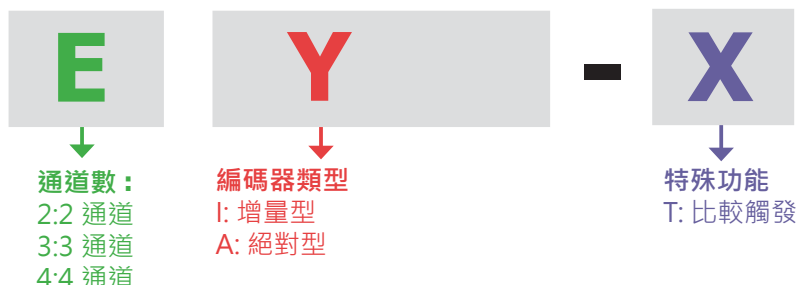 E Y - X
通道數：
2:2 通道
3:3 通道
4:4 通道
編碼器類型
I: 增量型
A: 絕對型
特殊功能
T: 比較觸發